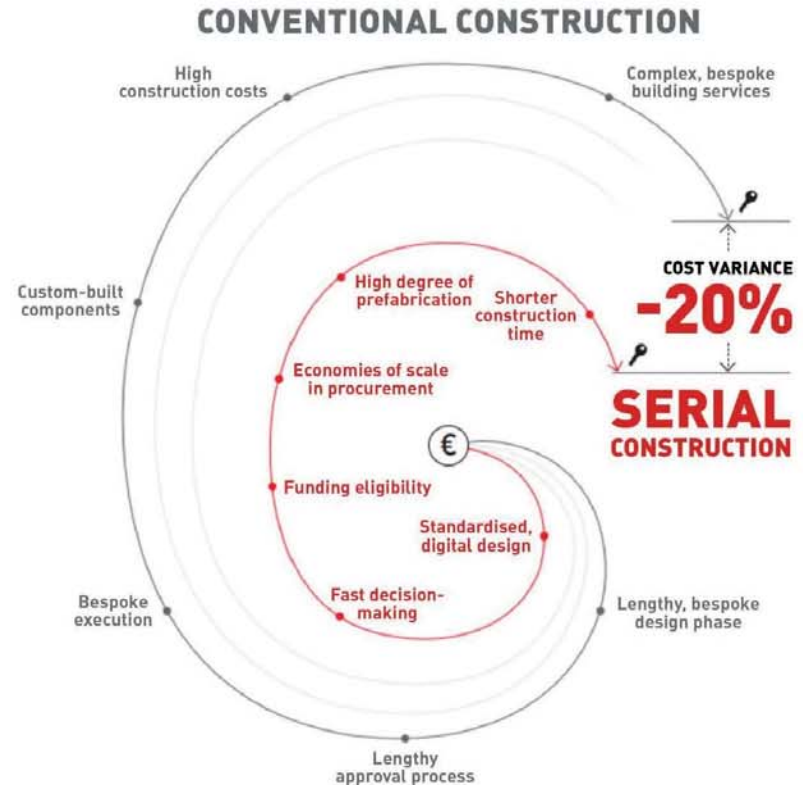 CONVENTIONAL CONSTRUCTION
High
construction costs
Complex, bespoke
building services
COST VARIANCE
-20%
SERIAL
CONSTRUCTION
Custom-built
components
High degree of
prefabrication
Shorter
construction
time
Economies of scale
in procurement
€
Funding eligibility
Standardised,
digital design
Fast decision-
making
Bespoke
execution
Lengthy, bespoke
design phase
Lengthy
approval process